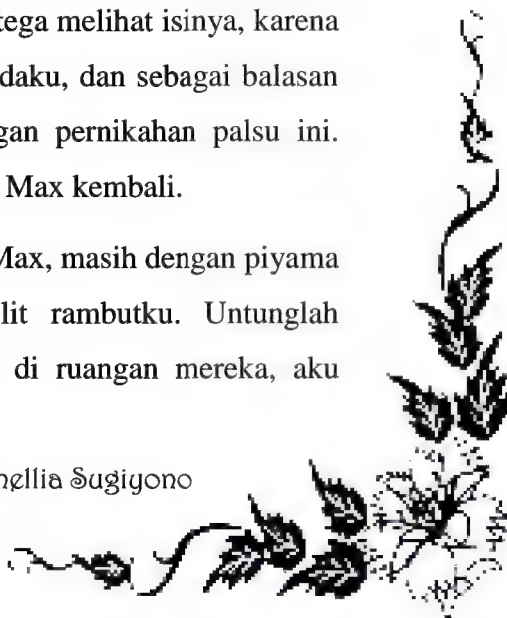 tega melihat isinya, karena
daku, dan sebagai balasan
gan pernikahan palsu ini.
Max kembali.
Max, masih dengan piyama
lit rambutku. Untunglah
di ruangan mereka, aku
nellia Sugiyono